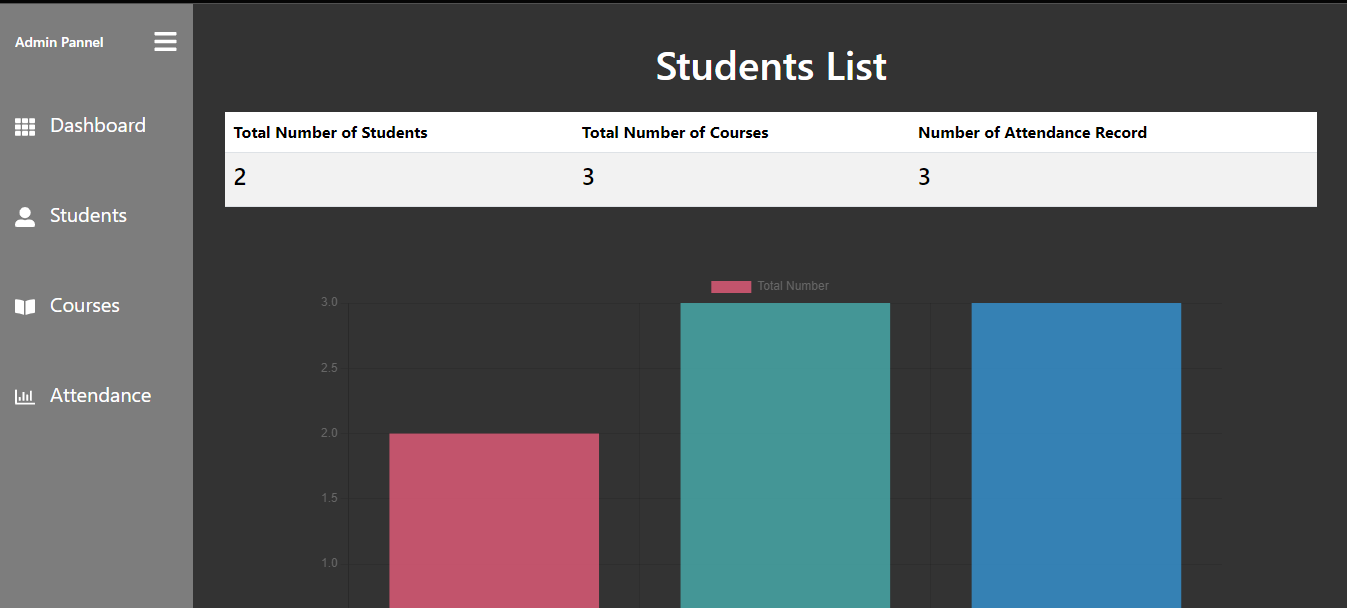 Admin Pannel
Dashboard
Students
Courses
Attendance
Students List
Total Number of Students Total Number of Courses Number of Attendance Record
2 3 3
Total Number
3.0
2.5
2.0
1.5
1.0